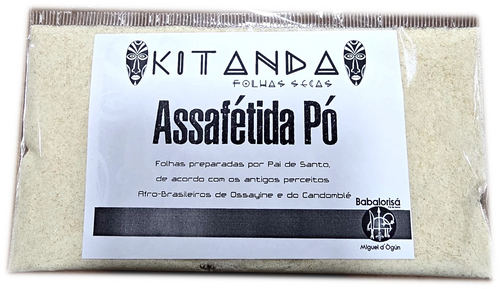 KITANDA
FOLHAS SECAS
Assafétida Pó
Folhas preparadas por Pai de Santo,
de acordo com os antigos perceitos
Afro-Brasileiros de Ossayine e do Candomblé
Babalorisá
Miguel d'Ògún